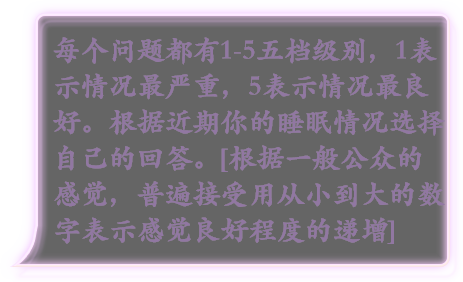 每个问题都有1-5五档级别，1表
示情况最严重，5表示情况最良
好。根据近期你的睡眠情况选择
自己的回答。[根据一般公众的
感觉，普遍接受用从小到大的数
字表示感觉良好程度的递增]